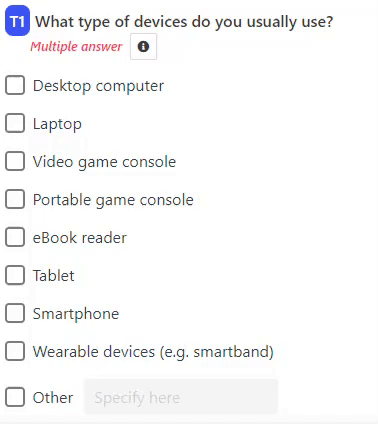 T1 What type of devices do you usually use?
Multiple answer i
Desktop computer
Laptop
Video game console
Portable game console
eBook reader
Tablet
Smartphone
Wearable devices (e.g. smartband)
Other Specify here